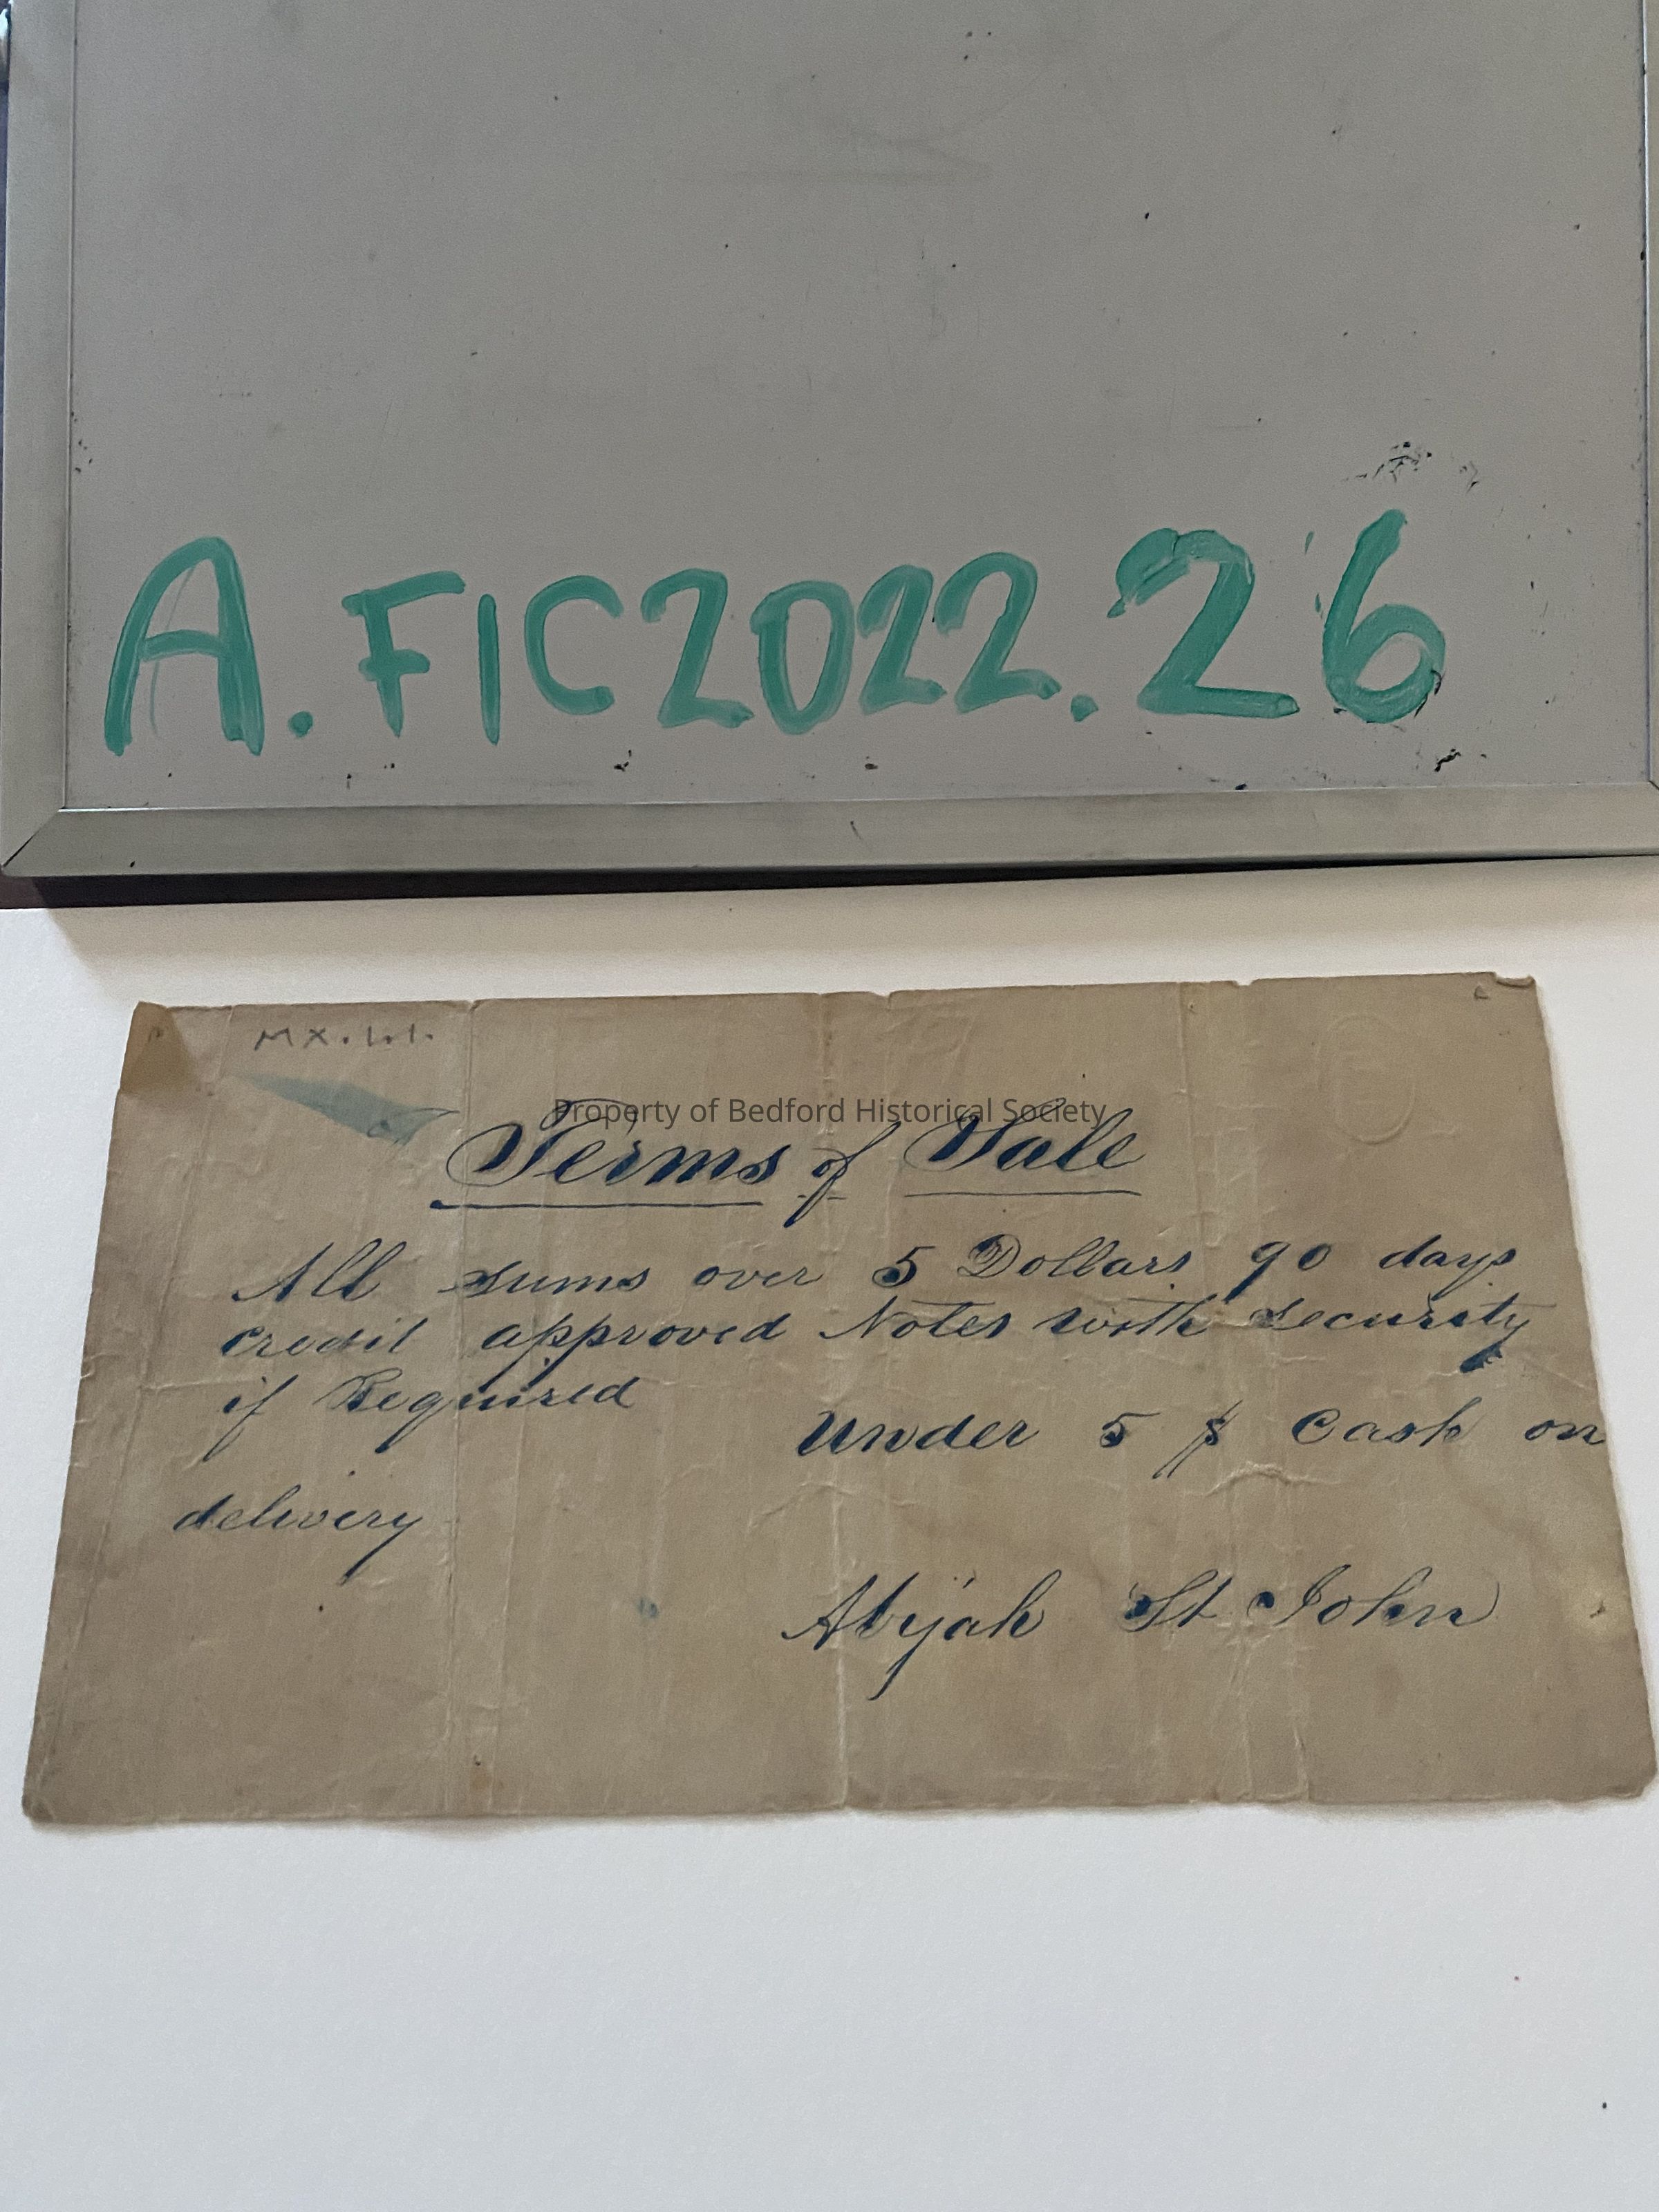 A.FIC2022.26
MX.1.1.
Property of Bedford Historical Society
Terms of Sale
All sums over 5 Dollars 90 days
credit approved Notes with security
if Required
Under 5 $ Cash on
delivery
Abijah St John